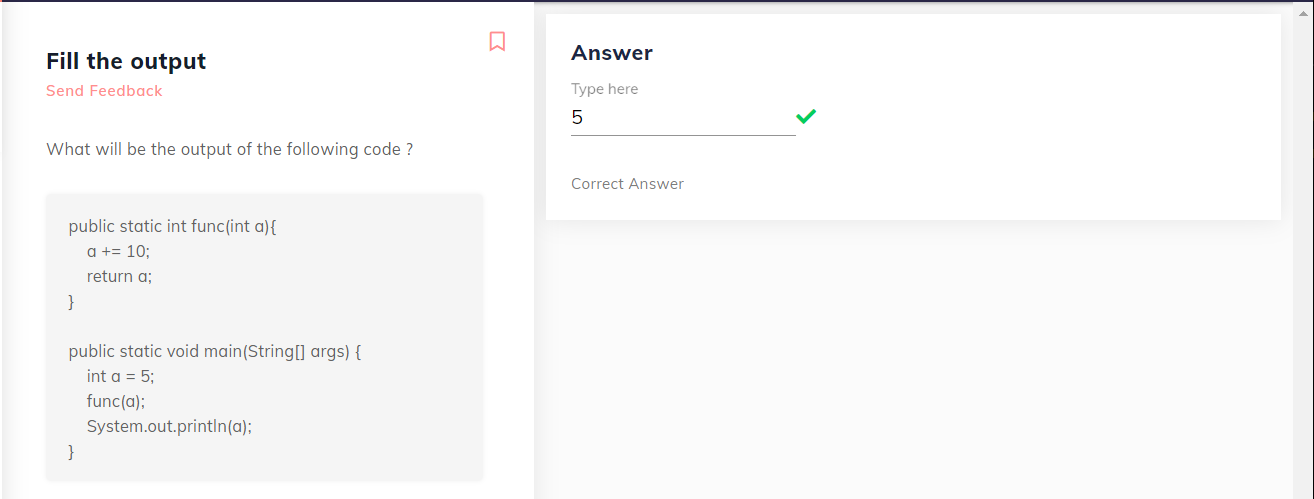 Fill the output
Send Feedback
What will be the output of the following code ?
public static int func(int a){
    a += 10;
    return a;
}
public static void main(String[] args) {
    int a = 5;
    func(a);
    System.out.println(a);
}
Answer
Type here
5
Correct Answer